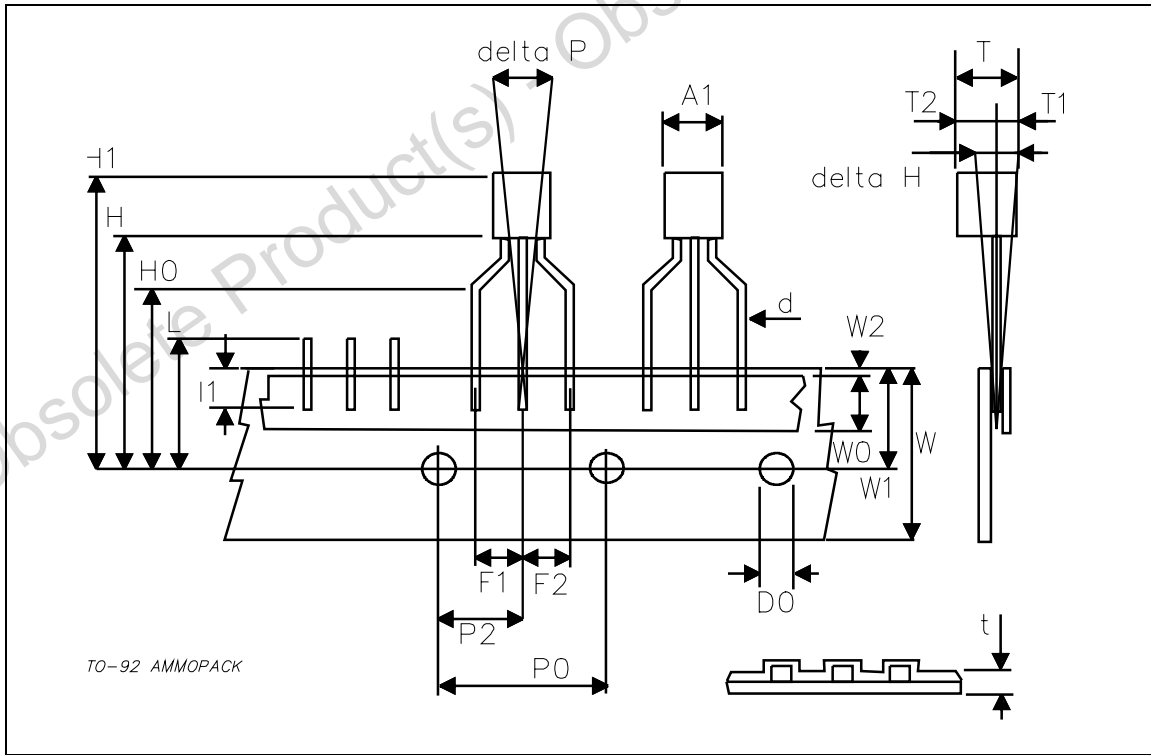 delta P
A1
T
T2
T1
H1
delta H
H
H0
d
L
W2
I1
W0
W
W1
F1
F2
D0
P2
t
P0
TO-92 AMMOPACK
Obsolete Product(s) - Obs